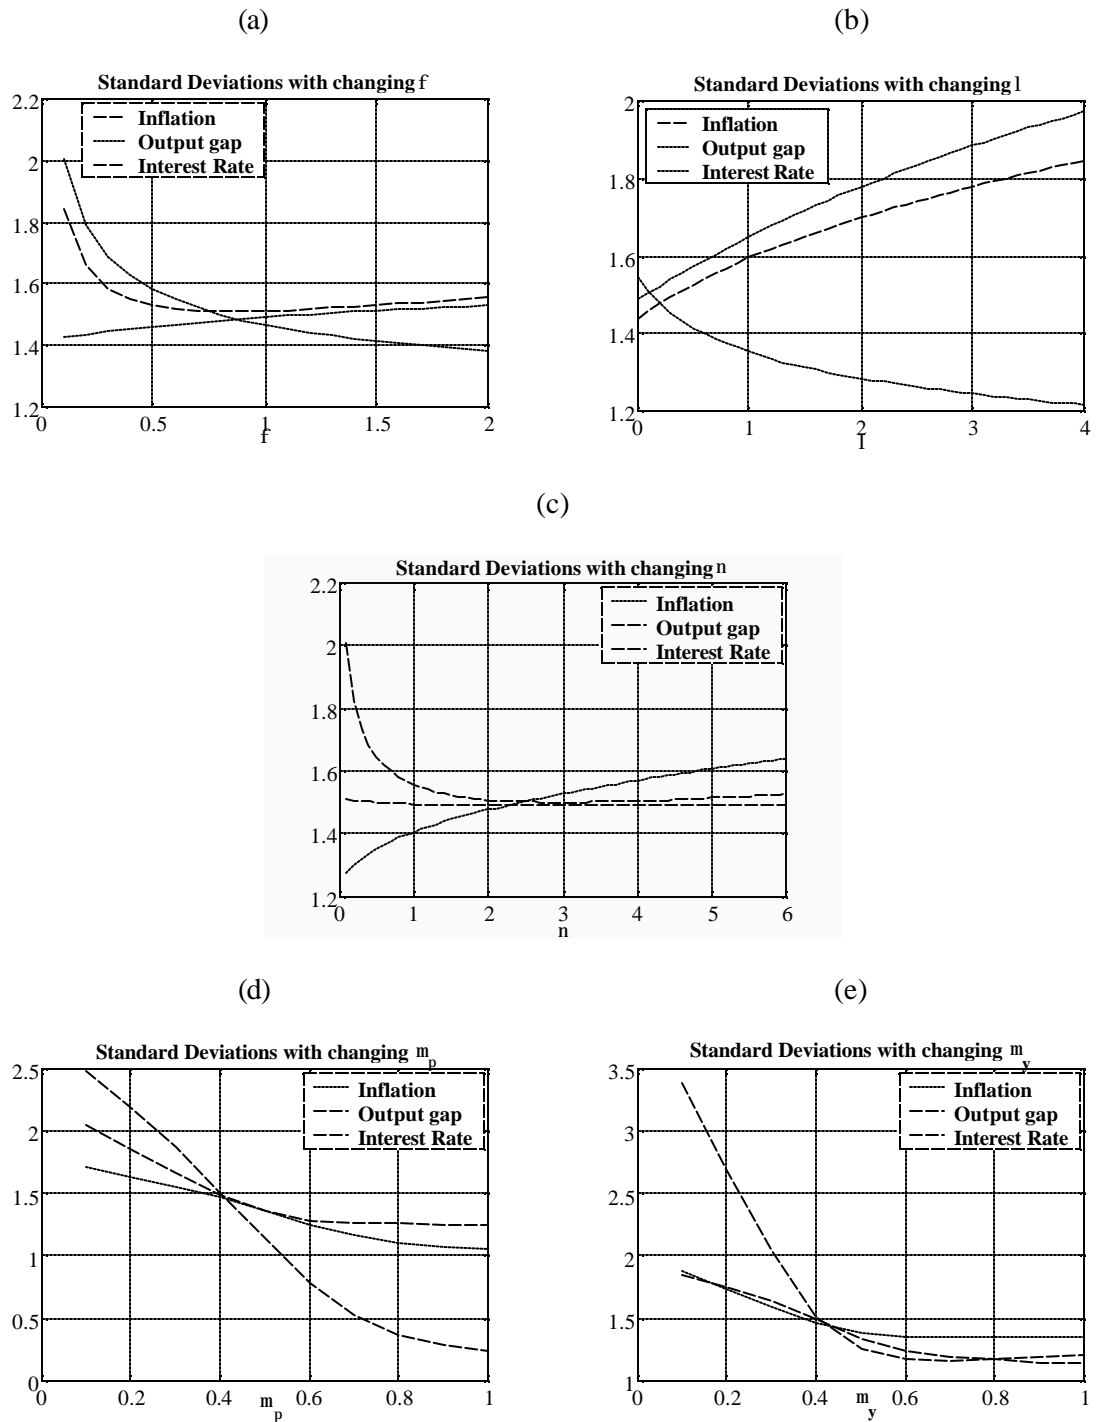 (a)
(b)
Standard Deviations with changing f
Inflation
Output gap
Interest Rate
2.2
2
1.8
1.6
1.4
1.2
0
0.5
1
1.5
2
f
Standard Deviations with changing l
Inflation
Output gap
Interest Rate
2
1.8
1.6
1.4
1.2
0
1
2
3
4
l
(c)
Standard Deviations with changing n
Inflation
Output gap
Interest Rate
2.2
2
1.8
1.6
1.4
1.2
0
1
2
3
4
5
6
n
(d)
(e)
Standard Deviations with changing m_p
Inflation
Output gap
Interest Rate
2.5
2
1.5
1
0.5
0
0
0.2
0.4
0.6
0.8
1
m_p
Standard Deviations with changing m_y
Inflation
Output gap
Interest Rate
3.5
3
2.5
2
1.5
1
0
0.2
0.4
0.6
0.8
1
m_y